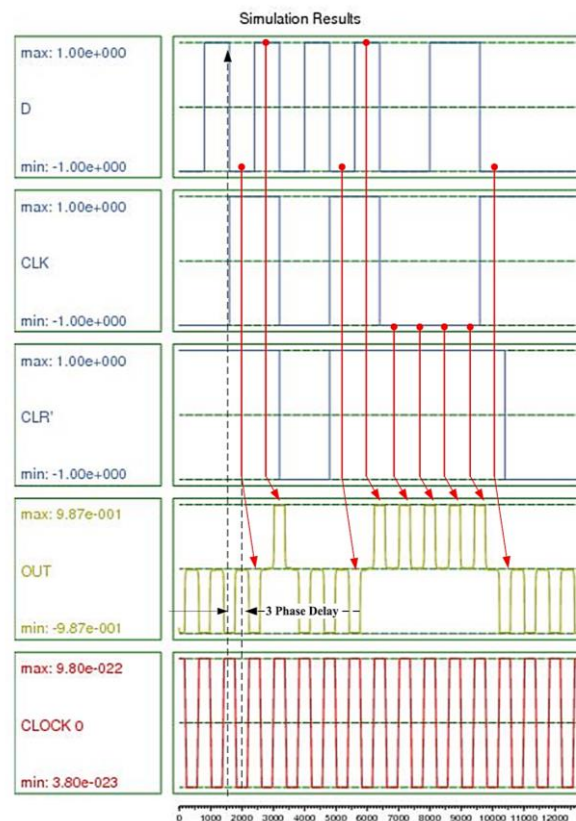 Simulation Results
max: 1.00e+000
D
min: -1.00e+000
max: 1.00e+000
CLK
min: -1.00e+000
max: 1.00e+000
CLR'
min: -1.00e+000
max: 9.87e-001
OUT
3 Phase Delay
min: -9.87e-001
max: 9.80e-022
CLOCK 0
min: 3.80e-023
0 1000 2000 3000 4000 5000 6000 7000 8000 9000 10000 11000 12000